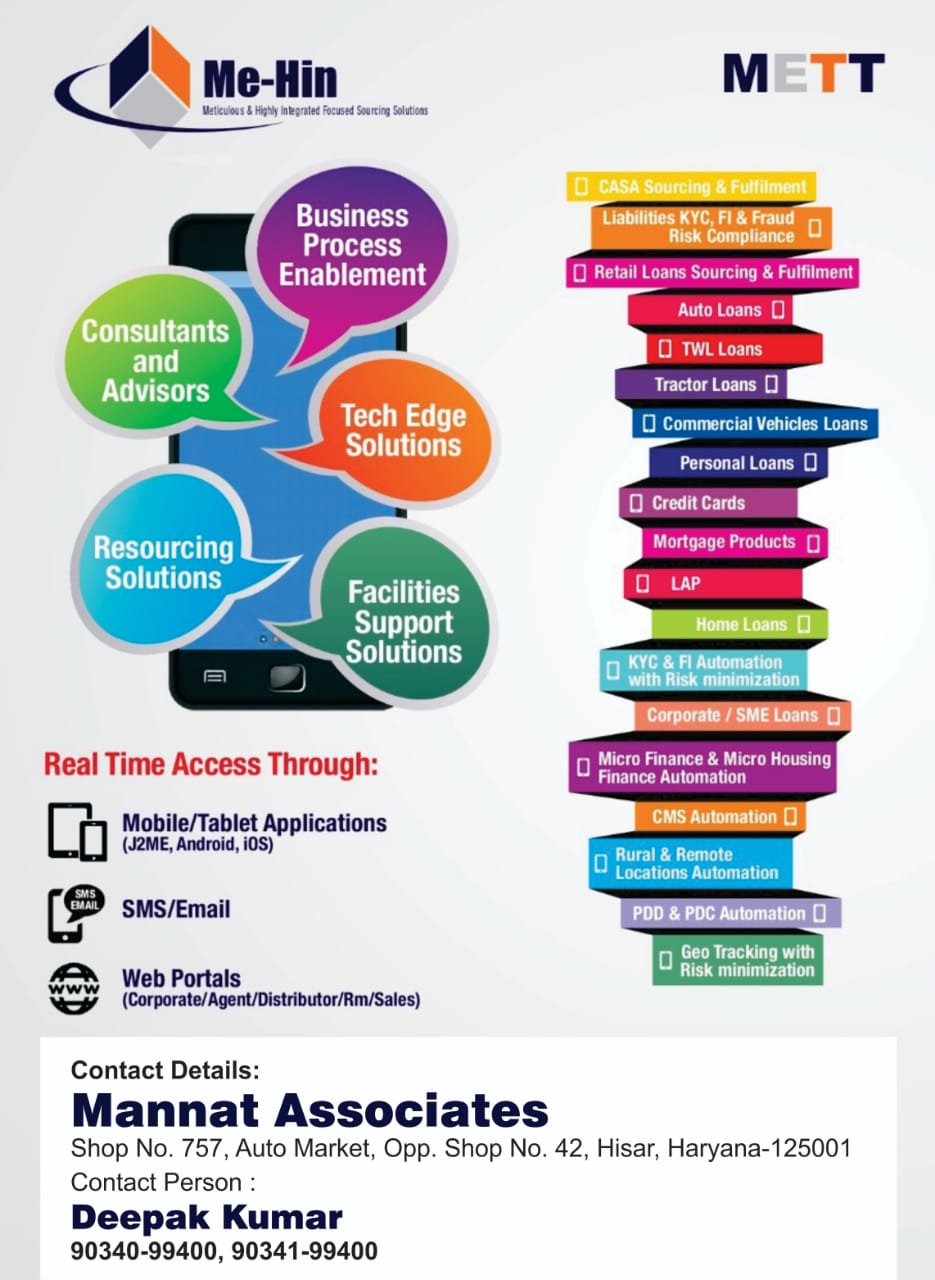 Me-Hin
Meticulous & Highly Integrated Focused Sourcing Solutions
METT
Business
Process
Enablement
Consultants
and
Advisors
Tech Edge
Solutions
Resourcing
Solutions
Facilities
Support
Solutions
CASA Sourcing & Fulfilment
Liabilities KYC, FI & Fraud
Risk Compliance
Retail Loans Sourcing & Fulfilment
Auto Loans
TWL Loans
Tractor Loans
Commercial Vehicles Loans
Personal Loans
Credit Cards
Mortgage Products
LAP
Home Loans
KYC & FI Automation
with Risk minimization
Corporate / SME Loans
Micro Finance & Micro Housing
Finance Automation
CMS Automation
Rural & Remote
Locations Automation
PDD & PDC Automation
Geo Tracking with
Risk minimization
Real Time Access Through:
Mobile/Tablet Applications
(J2ME, Android, iOS)
SMS
EMAIL
SMS/Email
www
Web Portals
(Corporate/Agent/Distributor/Rm/Sales)
Contact Details:
Mannat Associates
Shop No. 757, Auto Market, Opp. Shop No. 42, Hisar, Haryana-125001
Contact Person :
Deepak Kumar
90340-99400, 90341-99400